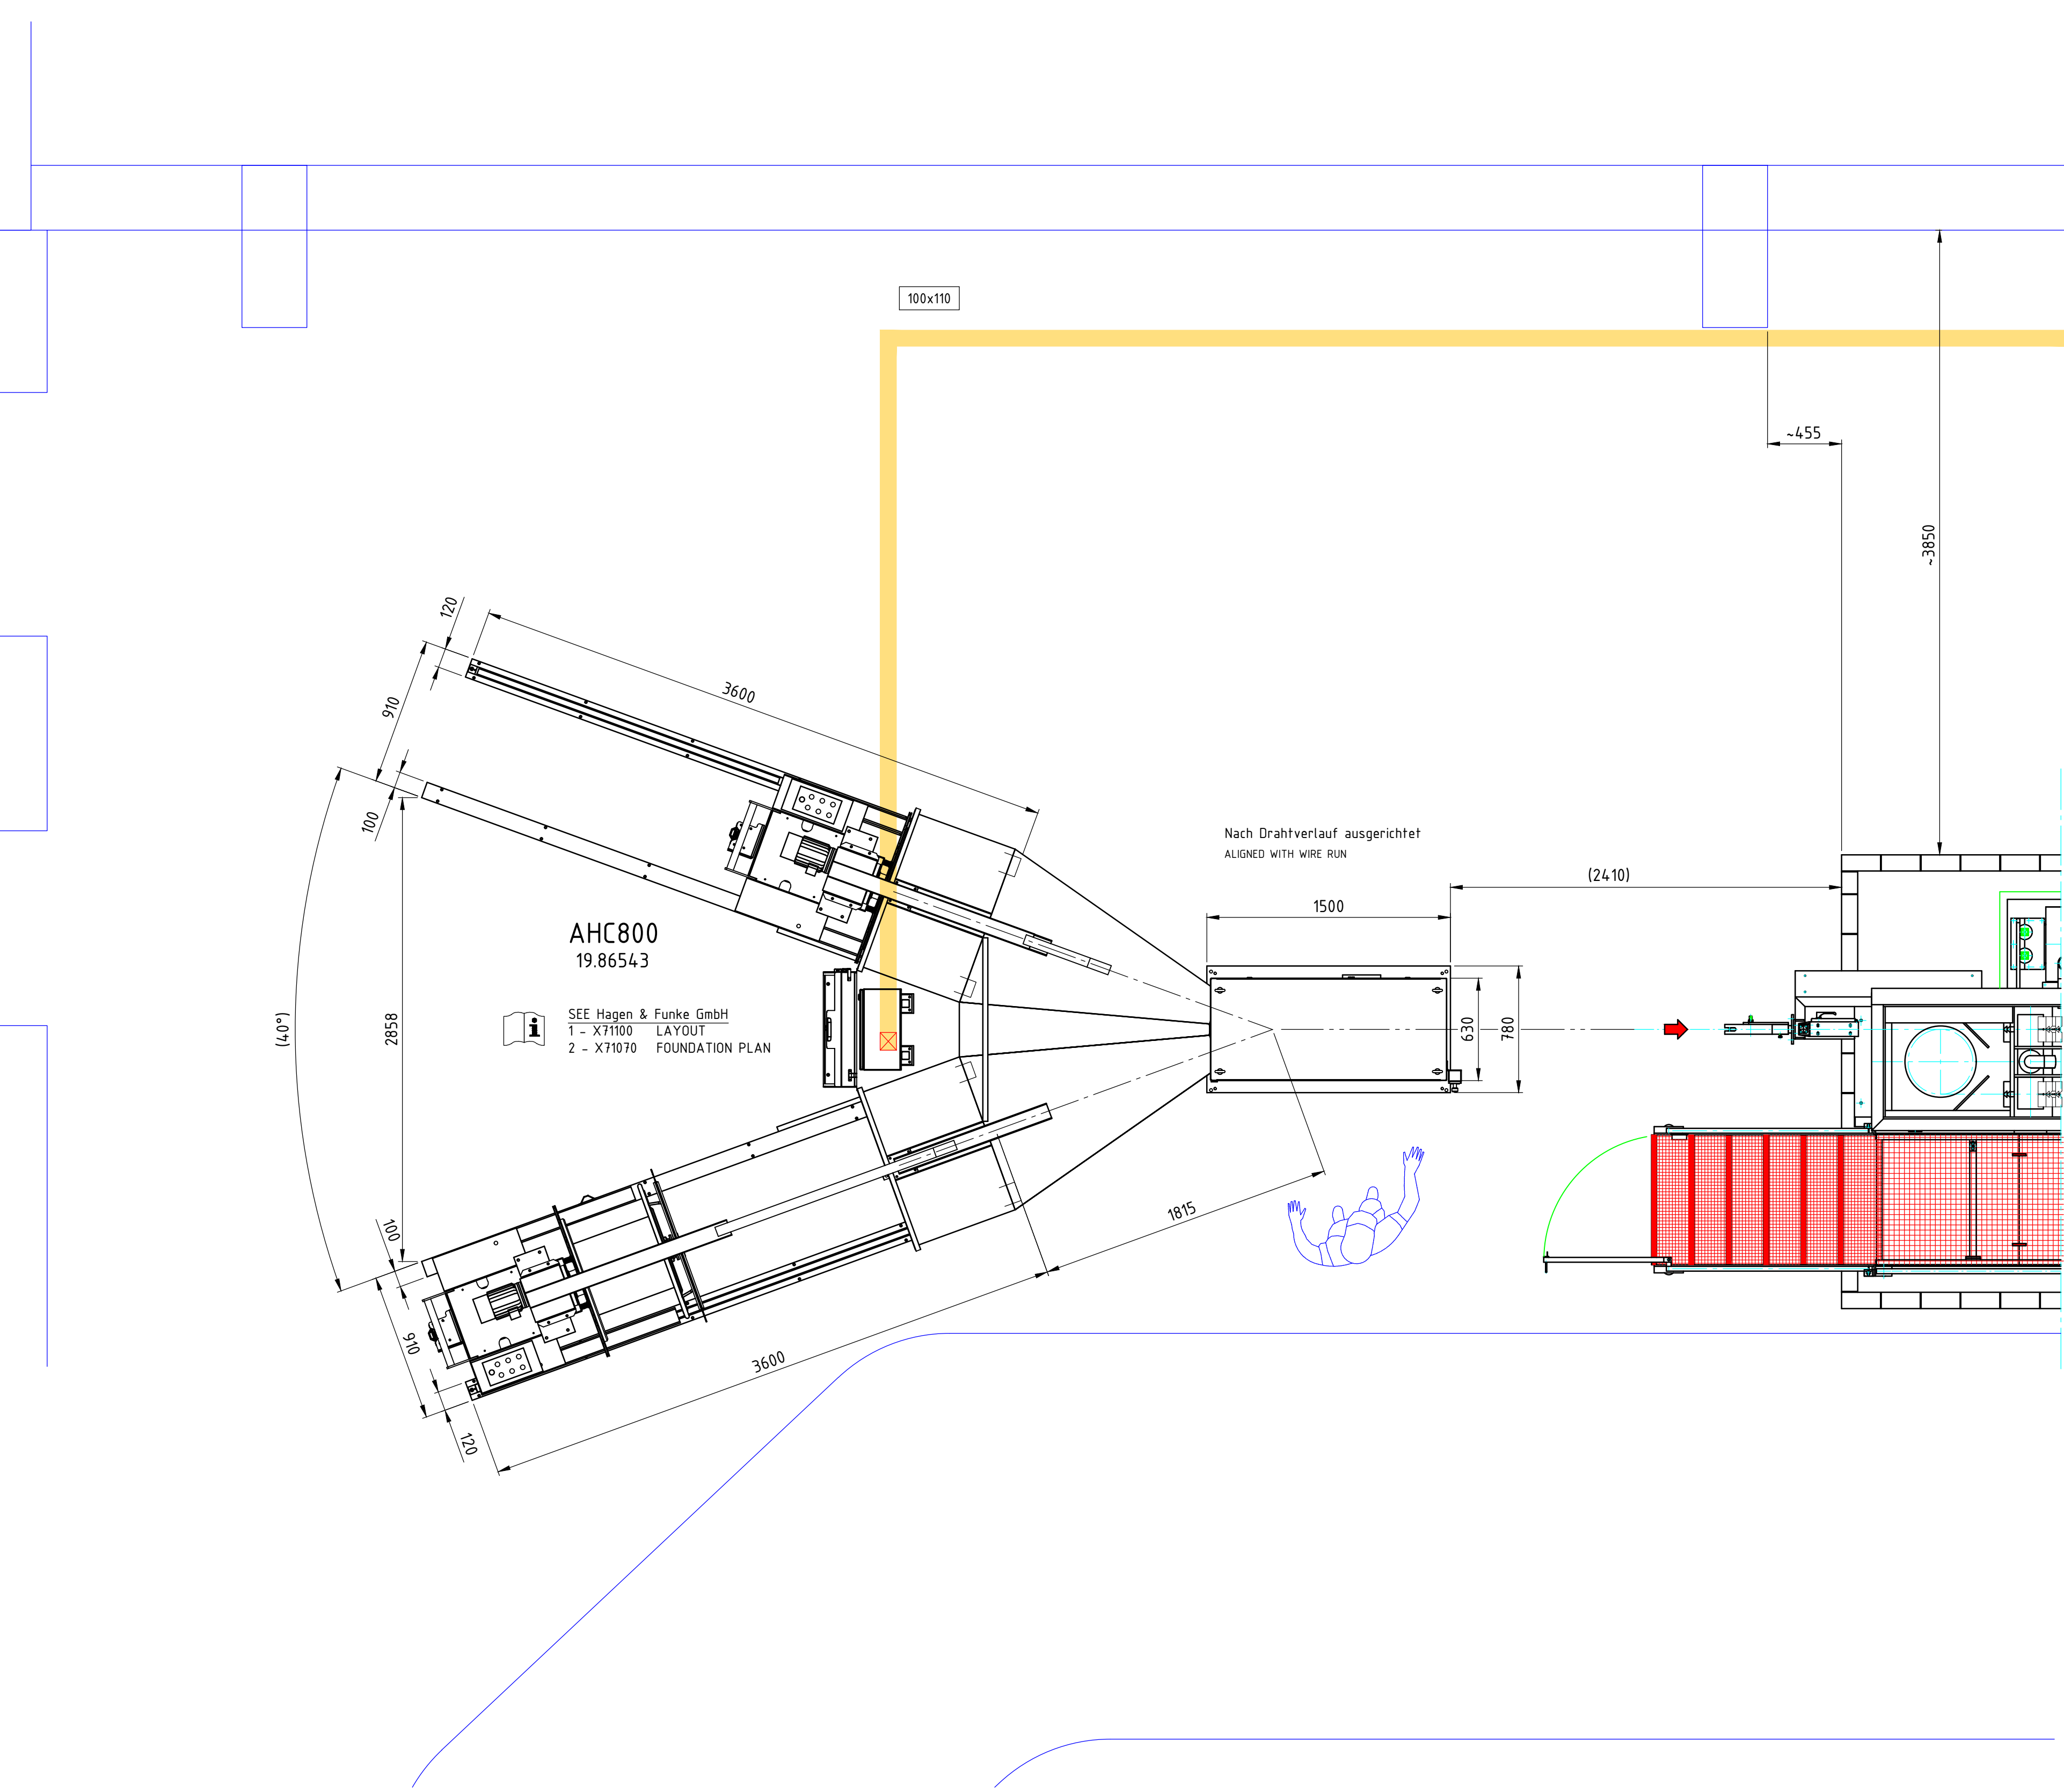 100x110
~455
~3850
120
3600
910
100
Nach Drahtverlauf ausgerichtet
ALIGNED WITH WIRE RUN
(2410)
1500
AHC800
19.86543
SEE Hagen & Funke GmbH
1 - X71100 LAYOUT
2 - X71070 FOUNDATION PLAN
i
(40°)
2858
630
780
1815
100
910
3600
120